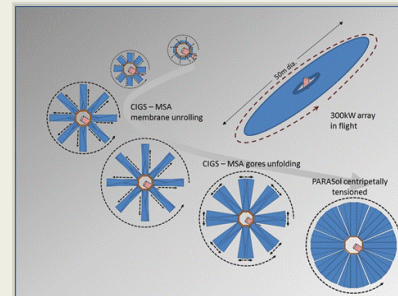 50m dia.
CIGS – MSA
membrane unrolling
300kW array
in flight
CIGS – MSA gores unfolding
PARASol centripetally
tensioned